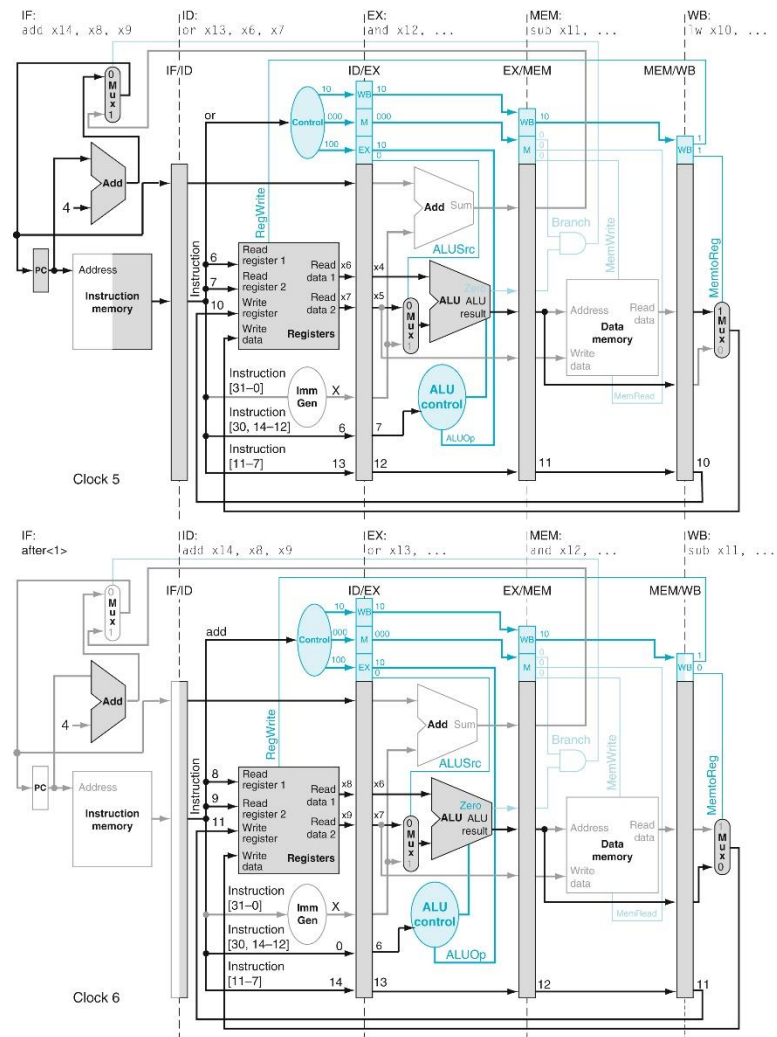 IF: ID: EX: MEM: WB:
add x14, x8, x9 or x13, x6, x7 and x12, ... sub x11, ... lw x10, ...
IF/ID ID/EX EX/MEM MEM/WB
0
Mux
1
or
Control
10 WB 10
000 M 000
100 EX 10
0
WB 10
M
0
0
0
WB
1
1
Add
4
RegWrite
Add Sum
ALUSrc
Branch
MemWrite
MemtoReg
PC
Address
Instruction memory
Instruction
6
7
10
Read register 1
Read register 2
Write register
Write data
Read data 1
Read data 2
Registers
x6
x7
x4
x5
0
Mux
1
Zero
ALU ALU result
Address
Write data
Read data
Data memory
MemRead
1
Mux
0
Instruction [31–0]
Imm Gen
X
Instruction [30, 14–12]
6
7
ALU control
ALUOp
Instruction [11–7]
13
12
11
10
Clock 5
IF: ID: EX: MEM: WB:
after<1> add x14, x8, x9 or x13, ... and x12, ... sub x11, ...
IF/ID ID/EX EX/MEM MEM/WB
0
Mux
1
add
Control
10 WB 10
000 M 000
100 EX 10
0
WB 10
M
0
0
0
WB
1
0
Add
4
RegWrite
Add Sum
ALUSrc
Branch
MemWrite
MemtoReg
PC
Address
Instruction memory
Instruction
8
9
11
Read register 1
Read register 2
Write register
Write data
Read data 1
Read data 2
Registers
x8
x9
x6
x7
0
Mux
1
Zero
ALU ALU result
Address
Write data
Read data
Data memory
MemRead
1
Mux
0
Instruction [31–0]
Imm Gen
X
Instruction [30, 14–12]
0
6
ALU control
ALUOp
Instruction [11–7]
14
13
12
11
Clock 6